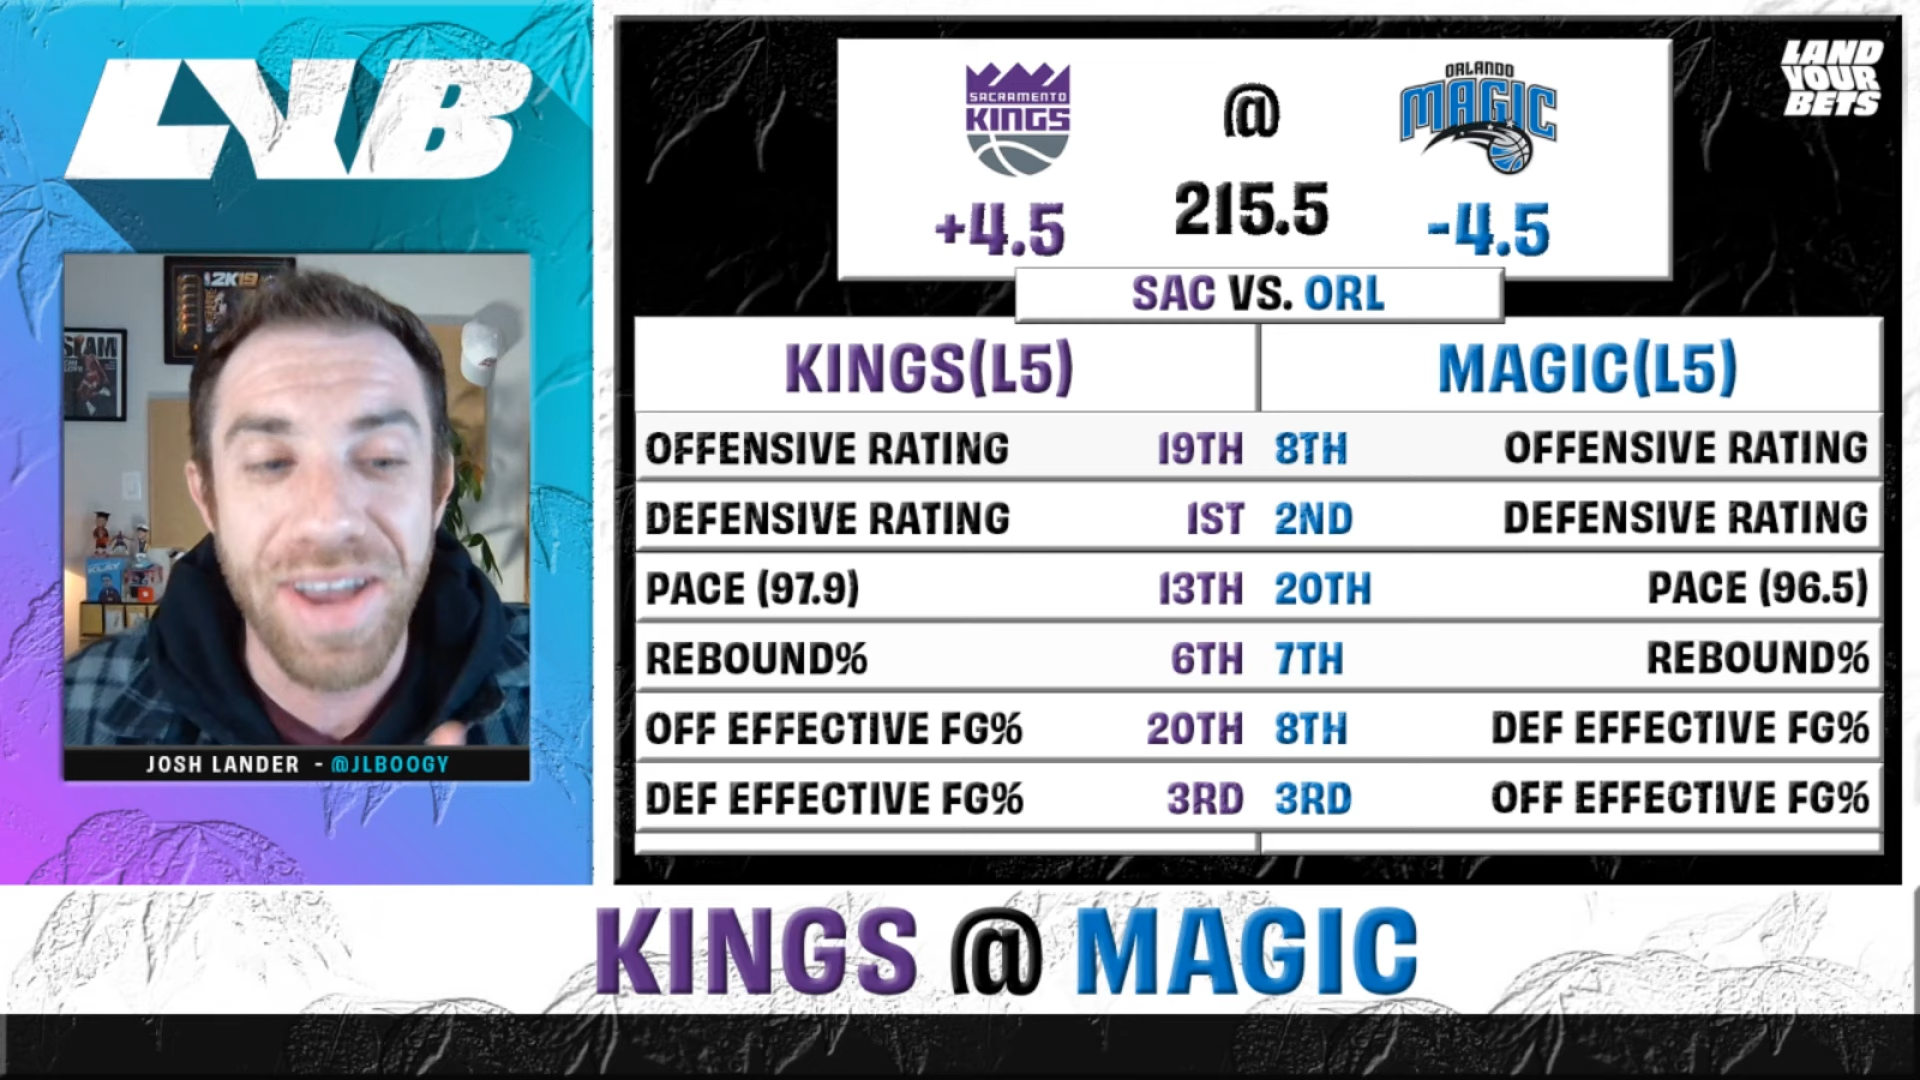 LYB
2K19
SLAM
KLAY
JOSH LANDER - @JLBOOGY
SACRAMENTO
KINGS
@
ORLANDO
MAGIC
LAND
YOUR
BETS
+4.5
215.5
-4.5
SAC VS. ORL
KINGS(L5)
MAGIC(L5)
OFFENSIVE RATING 19TH 8TH OFFENSIVE RATING
DEFENSIVE RATING 1ST 2ND DEFENSIVE RATING
PACE (97.9) 13TH 20TH PACE (96.5)
REBOUND% 6TH 7TH REBOUND%
OFF EFFECTIVE FG% 20TH 8TH DEF EFFECTIVE FG%
DEF EFFECTIVE FG% 3RD 3RD OFF EFFECTIVE FG%
KINGS @ MAGIC